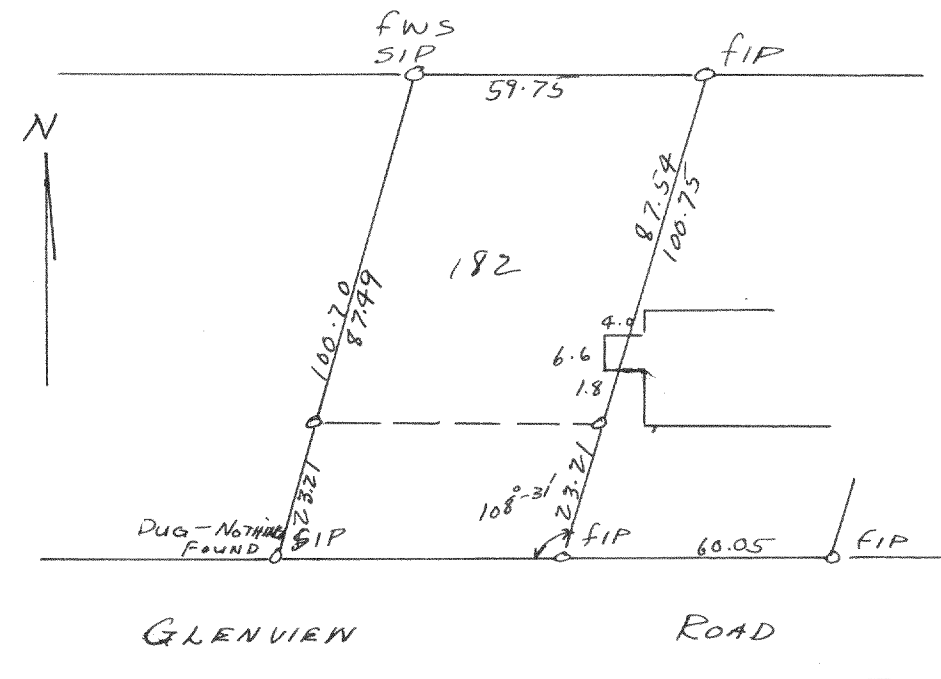 fWS
SIP
fIP
59.75
N
87.54
100.75
182
100.70
87.49
4.0
6.6
1.8
23.21
23.21
108°-31'
DUG - NOTHING
FOUND
SIP
fIP
60.05
FIP
GLENVIEW ROAD